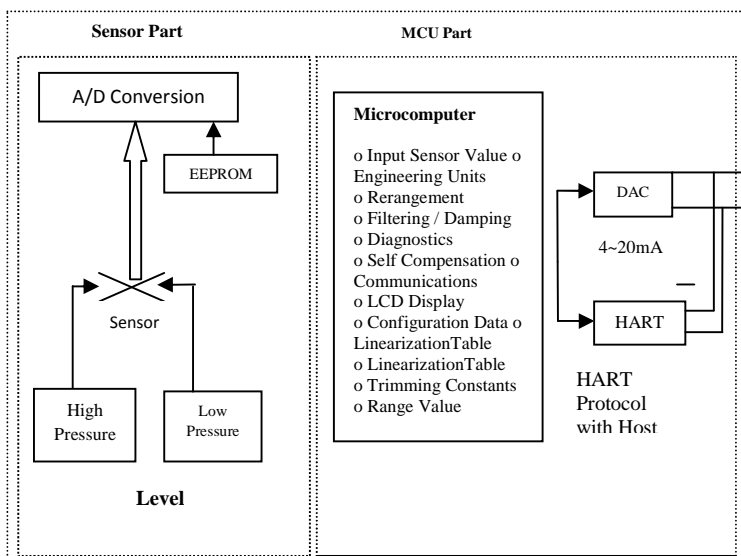 Sensor Part
MCU Part
A/D Conversion
EEPROM
Sensor
High
Pressure
Low
Pressure
Level
Microcomputer
o Input Sensor Value o
Engineering Units
o Rerangement
o Filtering / Damping
o Diagnostics
o Self Compensation o
Communications
o LCD Display
o Configuration Data o
LinearizationTable
o LinearizationTable
o Trimming Constants
o Range Value
DAC
4~20mA
HART
HART
Protocol
with Host